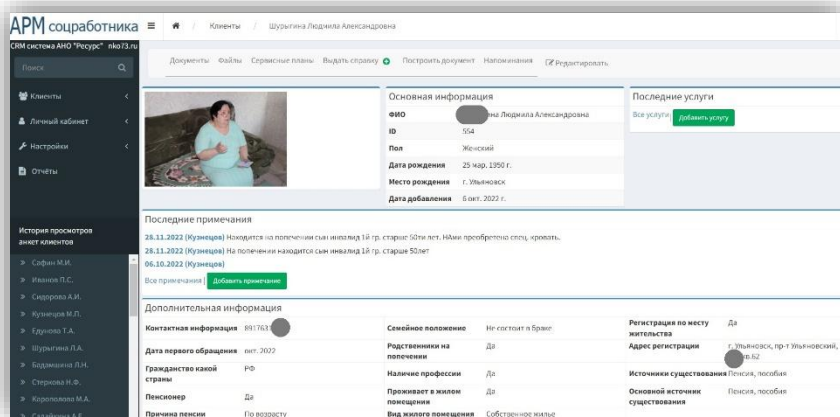 АРМ соцработника
Клиенты / Шурыгина Людмила Александровна
CRM система АНО "Ресурс" nko73.ru
Поиск
Клиенты
Личный кабинет
Настройки
Отчёты
История просмотров
анкет клиентов
Сафин М.И.
Иванов П.С.
Сидорова А.И.
Кузнецов М.П.
Едунова Т.А.
Шурыгина Л.А.
Бадамшина Л.Н.
Стеркова Н.Ф.
Карополова М.А.
Документы Файлы Сервисные планы Выдать справку Построить документ Напоминания Редактировать
Основная информация
ФИО на Людмила Александровна
ID 554
Пол Женский
Дата рождения 25 мар. 1950 г.
Место рождения г. Ульяновск
Дата добавления 6 окт. 2022 г.
Последние услуги
Все услуги | Добавить услугу
Последние примечания
28.11.2022 (Кузнецов) Находится на попечении сын инвалид 1й гр. старше 50ти лет. НАми преобретена спец. кровать.
28.11.2022 (Кузнецов) На попечении находится сын инвалид 1й гр. старше 50лет
06.10.2022 (Кузнецов)
Все примечания | Добавить примечание
Дополнительная информация
Контактная информация 8917633
Дата первого обращения окт. 2022
Гражданство какой РФ
страны
Пенсионер Да
Причина пенсии По возрасту
Семейное положение Не состоит в браке
Родственники на Да
попечении
Наличие профессии Да
Проживает в жилом Да
помещении
Вид жилого помещения Собственное жилье
Регистрация по месту Да
жительства
Адрес регистрации г. Ульяновск, пр-т Ульяновский,
кв.62
Источники существования Пенсия, пособия
Основной источник Пенсия, пособия
существования